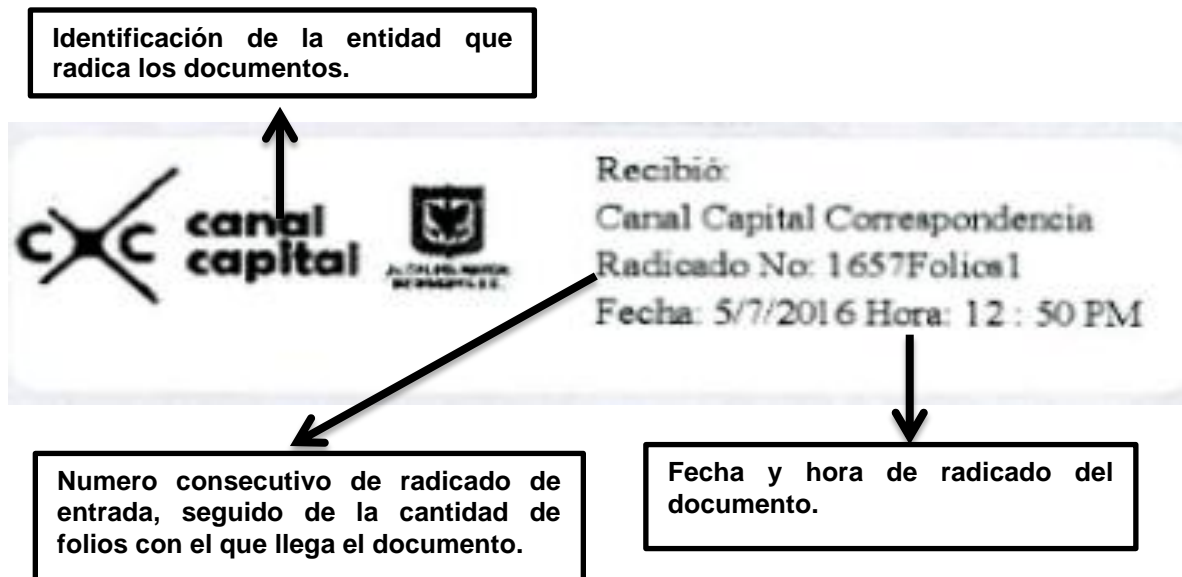 Identificación de la entidad que
radica los documentos.
canal
capital
Recibió:
Canal Capital Correspondencia
Radicado No: 1657Folios1
Fecha: 5/7/2016 Hora: 12 : 50 PM
Numero consecutivo de radicado de
entrada, seguido de la cantidad de
folios con el que llega el documento.
Fecha y hora de radicado del
documento.